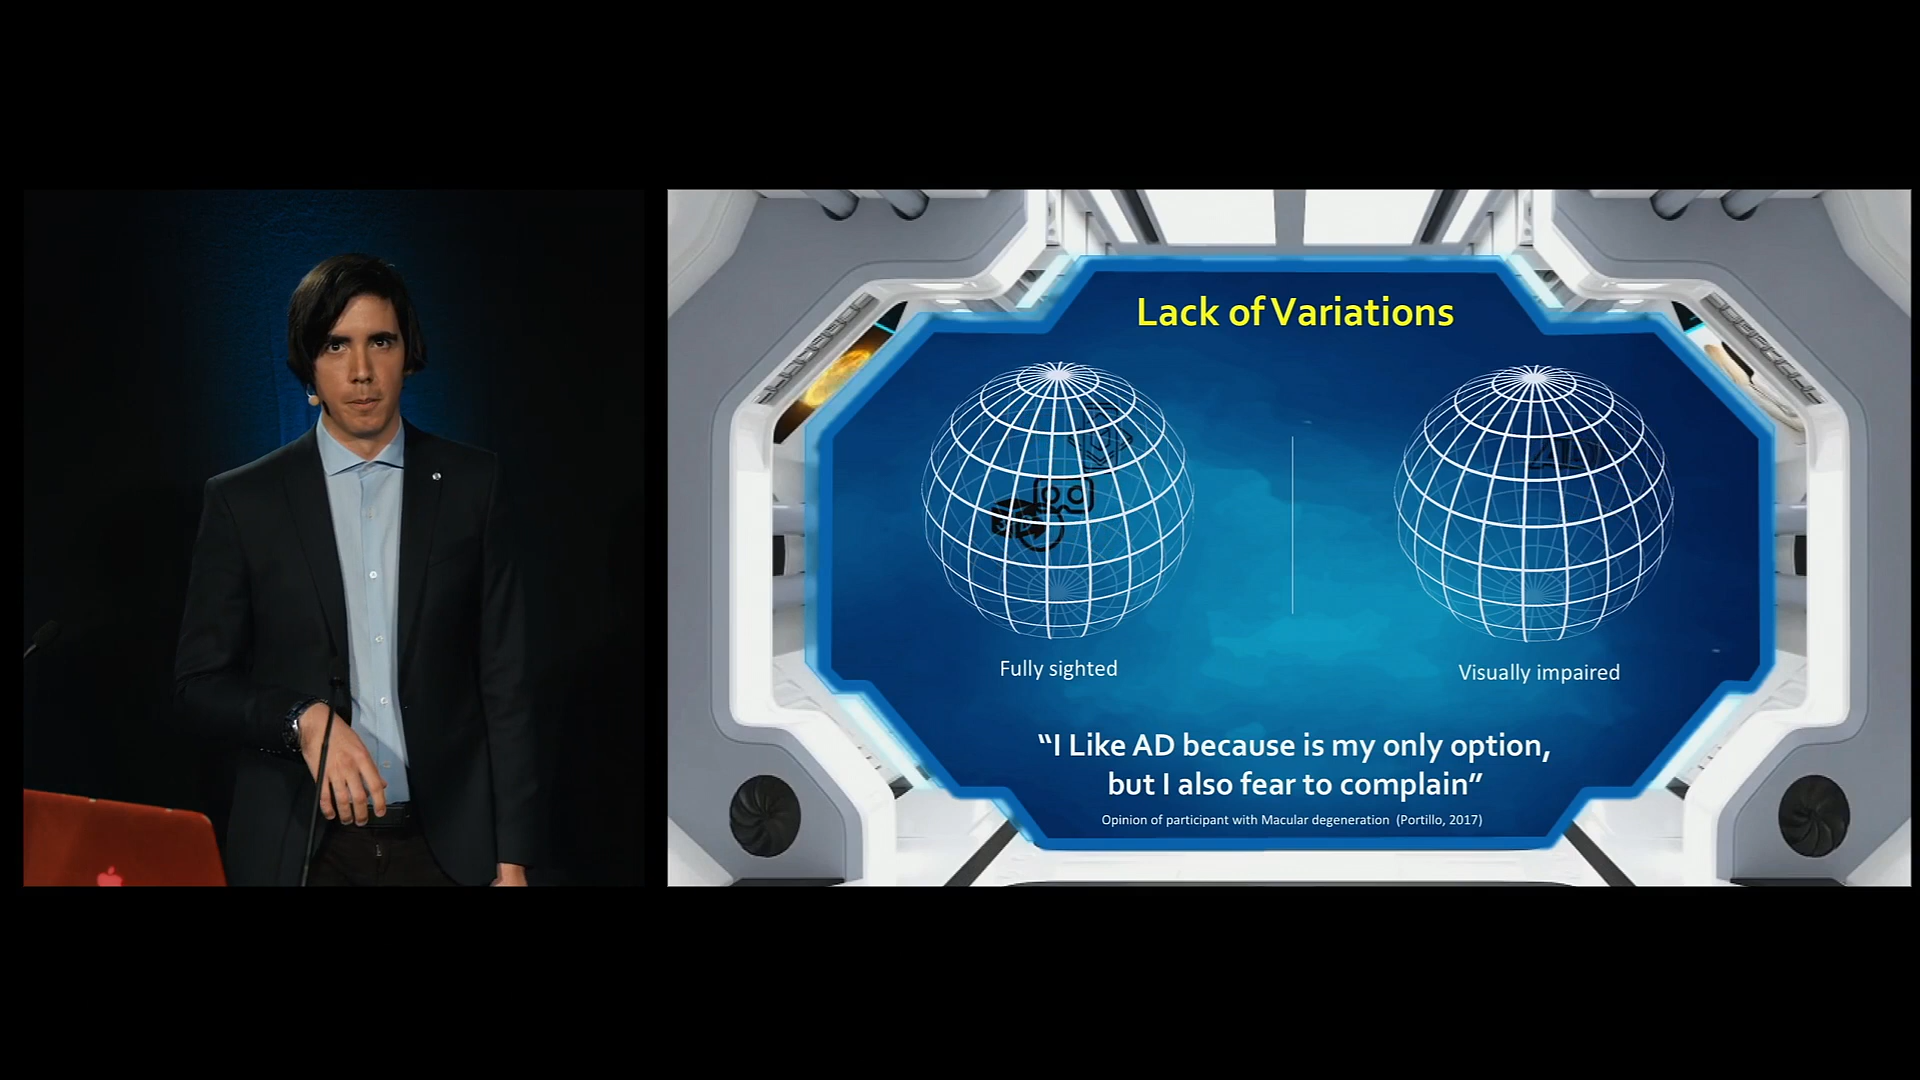 Lack of Variations
Fully sighted
Visually impaired
“I Like AD because is my only option,
but I also fear to complain”
Opinion of participant with Macular degeneration (Portillo, 2017)